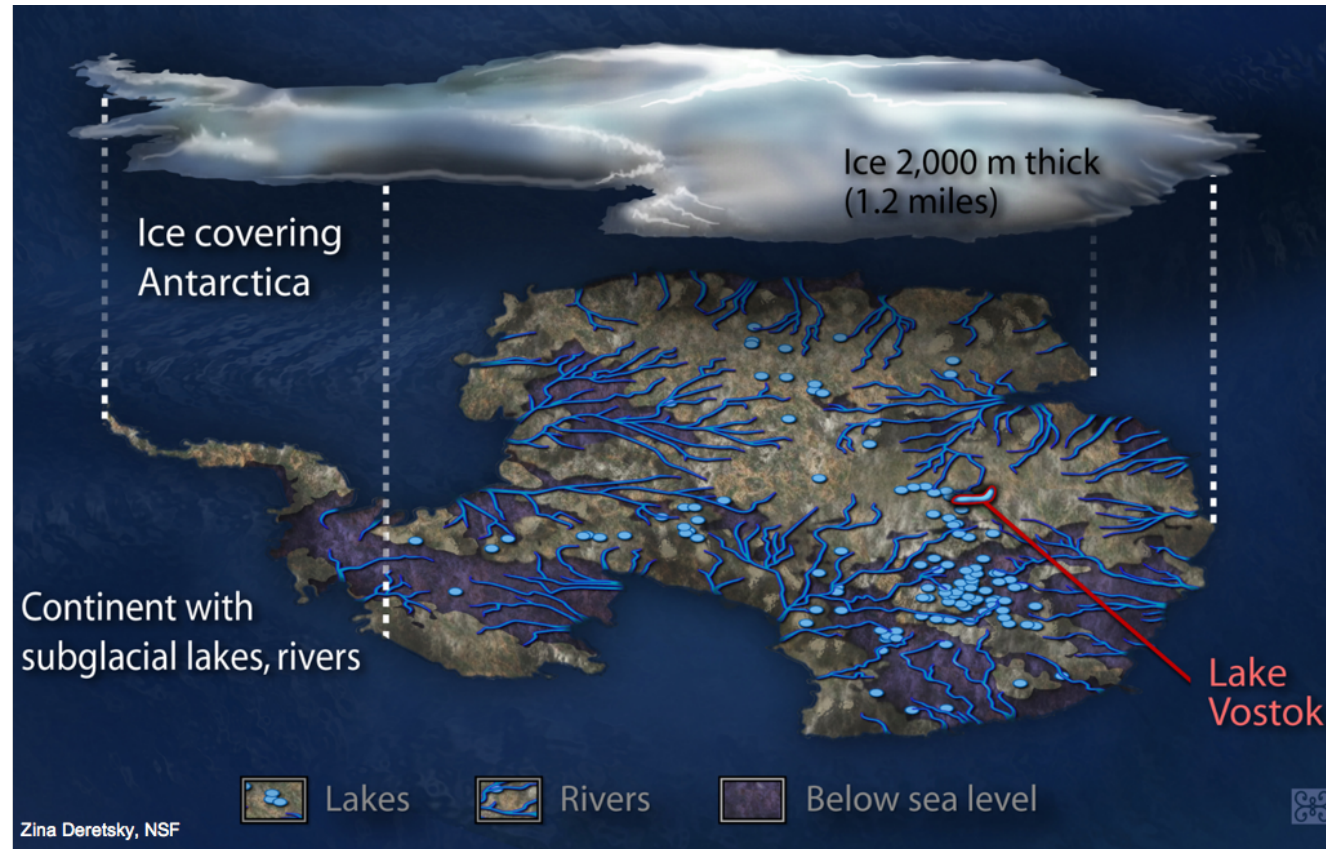 Ice 2,000 m thick
(1.2 miles)
Ice covering
Antarctica
Continent with
subglacial lakes, rivers
Lake
Vostok
Lakes
Rivers
Below sea level
Zina Deretsky, NSF